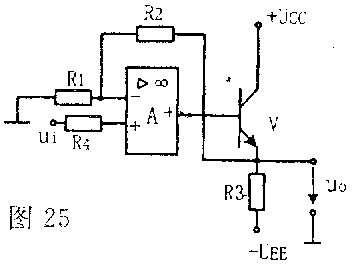 +UCC
R2
R1
▷ ∞
-
+
A
+
ui
R4
V
R3
uo
-UEE
图 25